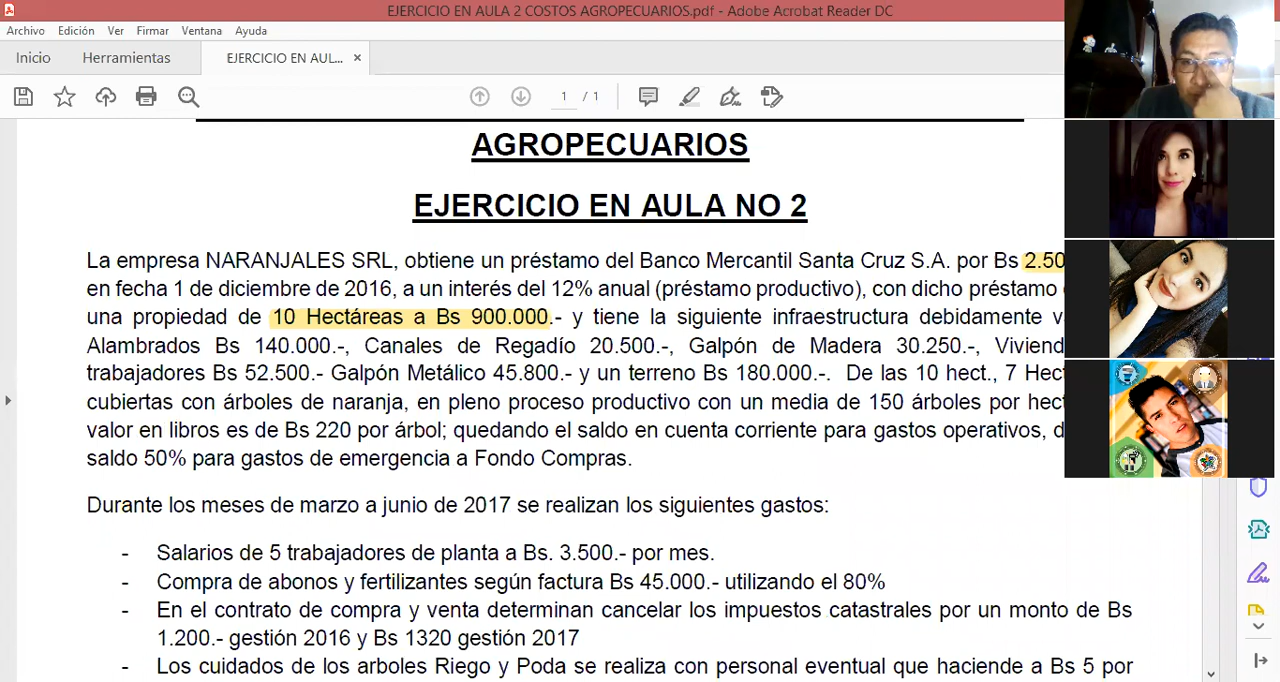 EJERCICIO EN AULA 2 COSTOS AGROPECUARIOS.pdf - Adobe Acrobat Reader DC
Archivo Edición Ver Firmar Ventana Ayuda
Inicio Herramientas EJERCICIO EN AUL... ×
1 / 1
AGROPECUARIOS
EJERCICIO EN AULA NO 2
La empresa NARANJALES SRL, obtiene un préstamo del Banco Mercantil Santa Cruz S.A. por Bs 2.50
en fecha 1 de diciembre de 2016, a un interés del 12% anual (préstamo productivo), con dicho préstamo
una propiedad de 10 Hectáreas a Bs 900.000.- y tiene la siguiente infraestructura debidamente v
Alambrados Bs 140.000.-, Canales de Regadío 20.500.-, Galpón de Madera 30.250.-, Viviend
trabajadores Bs 52.500.- Galpón Metálico 45.800.- y un terreno Bs 180.000.-. De las 10 hect., 7 Hect
cubiertas con árboles de naranja, en pleno proceso productivo con un media de 150 árboles por hect
valor en libros es de Bs 220 por árbol; quedando el saldo en cuenta corriente para gastos operativos, d
saldo 50% para gastos de emergencia a Fondo Compras.
Durante los meses de marzo a junio de 2017 se realizan los siguientes gastos:
- Salarios de 5 trabajadores de planta a Bs. 3.500.- por mes.
- Compra de abonos y fertilizantes según factura Bs 45.000.- utilizando el 80%
- En el contrato de compra y venta determinan cancelar los impuestos catastrales por un monto de Bs
1.200.- gestión 2016 y Bs 1320 gestión 2017
- Los cuidados de los arboles Riego y Poda se realiza con personal eventual que haciende a Bs 5 por